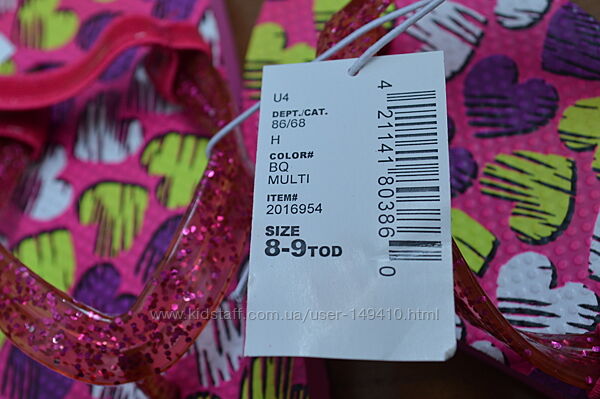 U4
DEPT./CAT.
86/68
H
COLOR#
BQ
MULTI
ITEM#
2016954
SIZE
8-9TOD
4 21141 80386 0
www.kidstaff.com.ua/user-149410.html